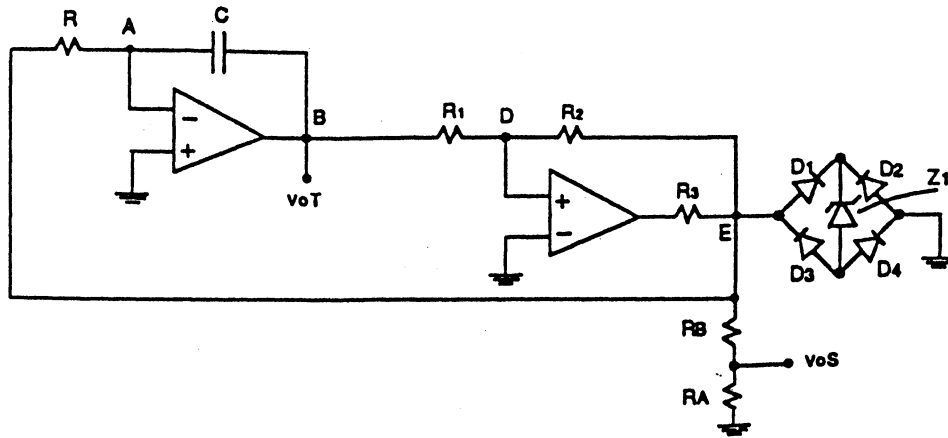 R
A
C
B
−
+
voT
R1
D
R2
+
−
R3
E
D1
D2
Z1
D3
D4
RB
voS
RA